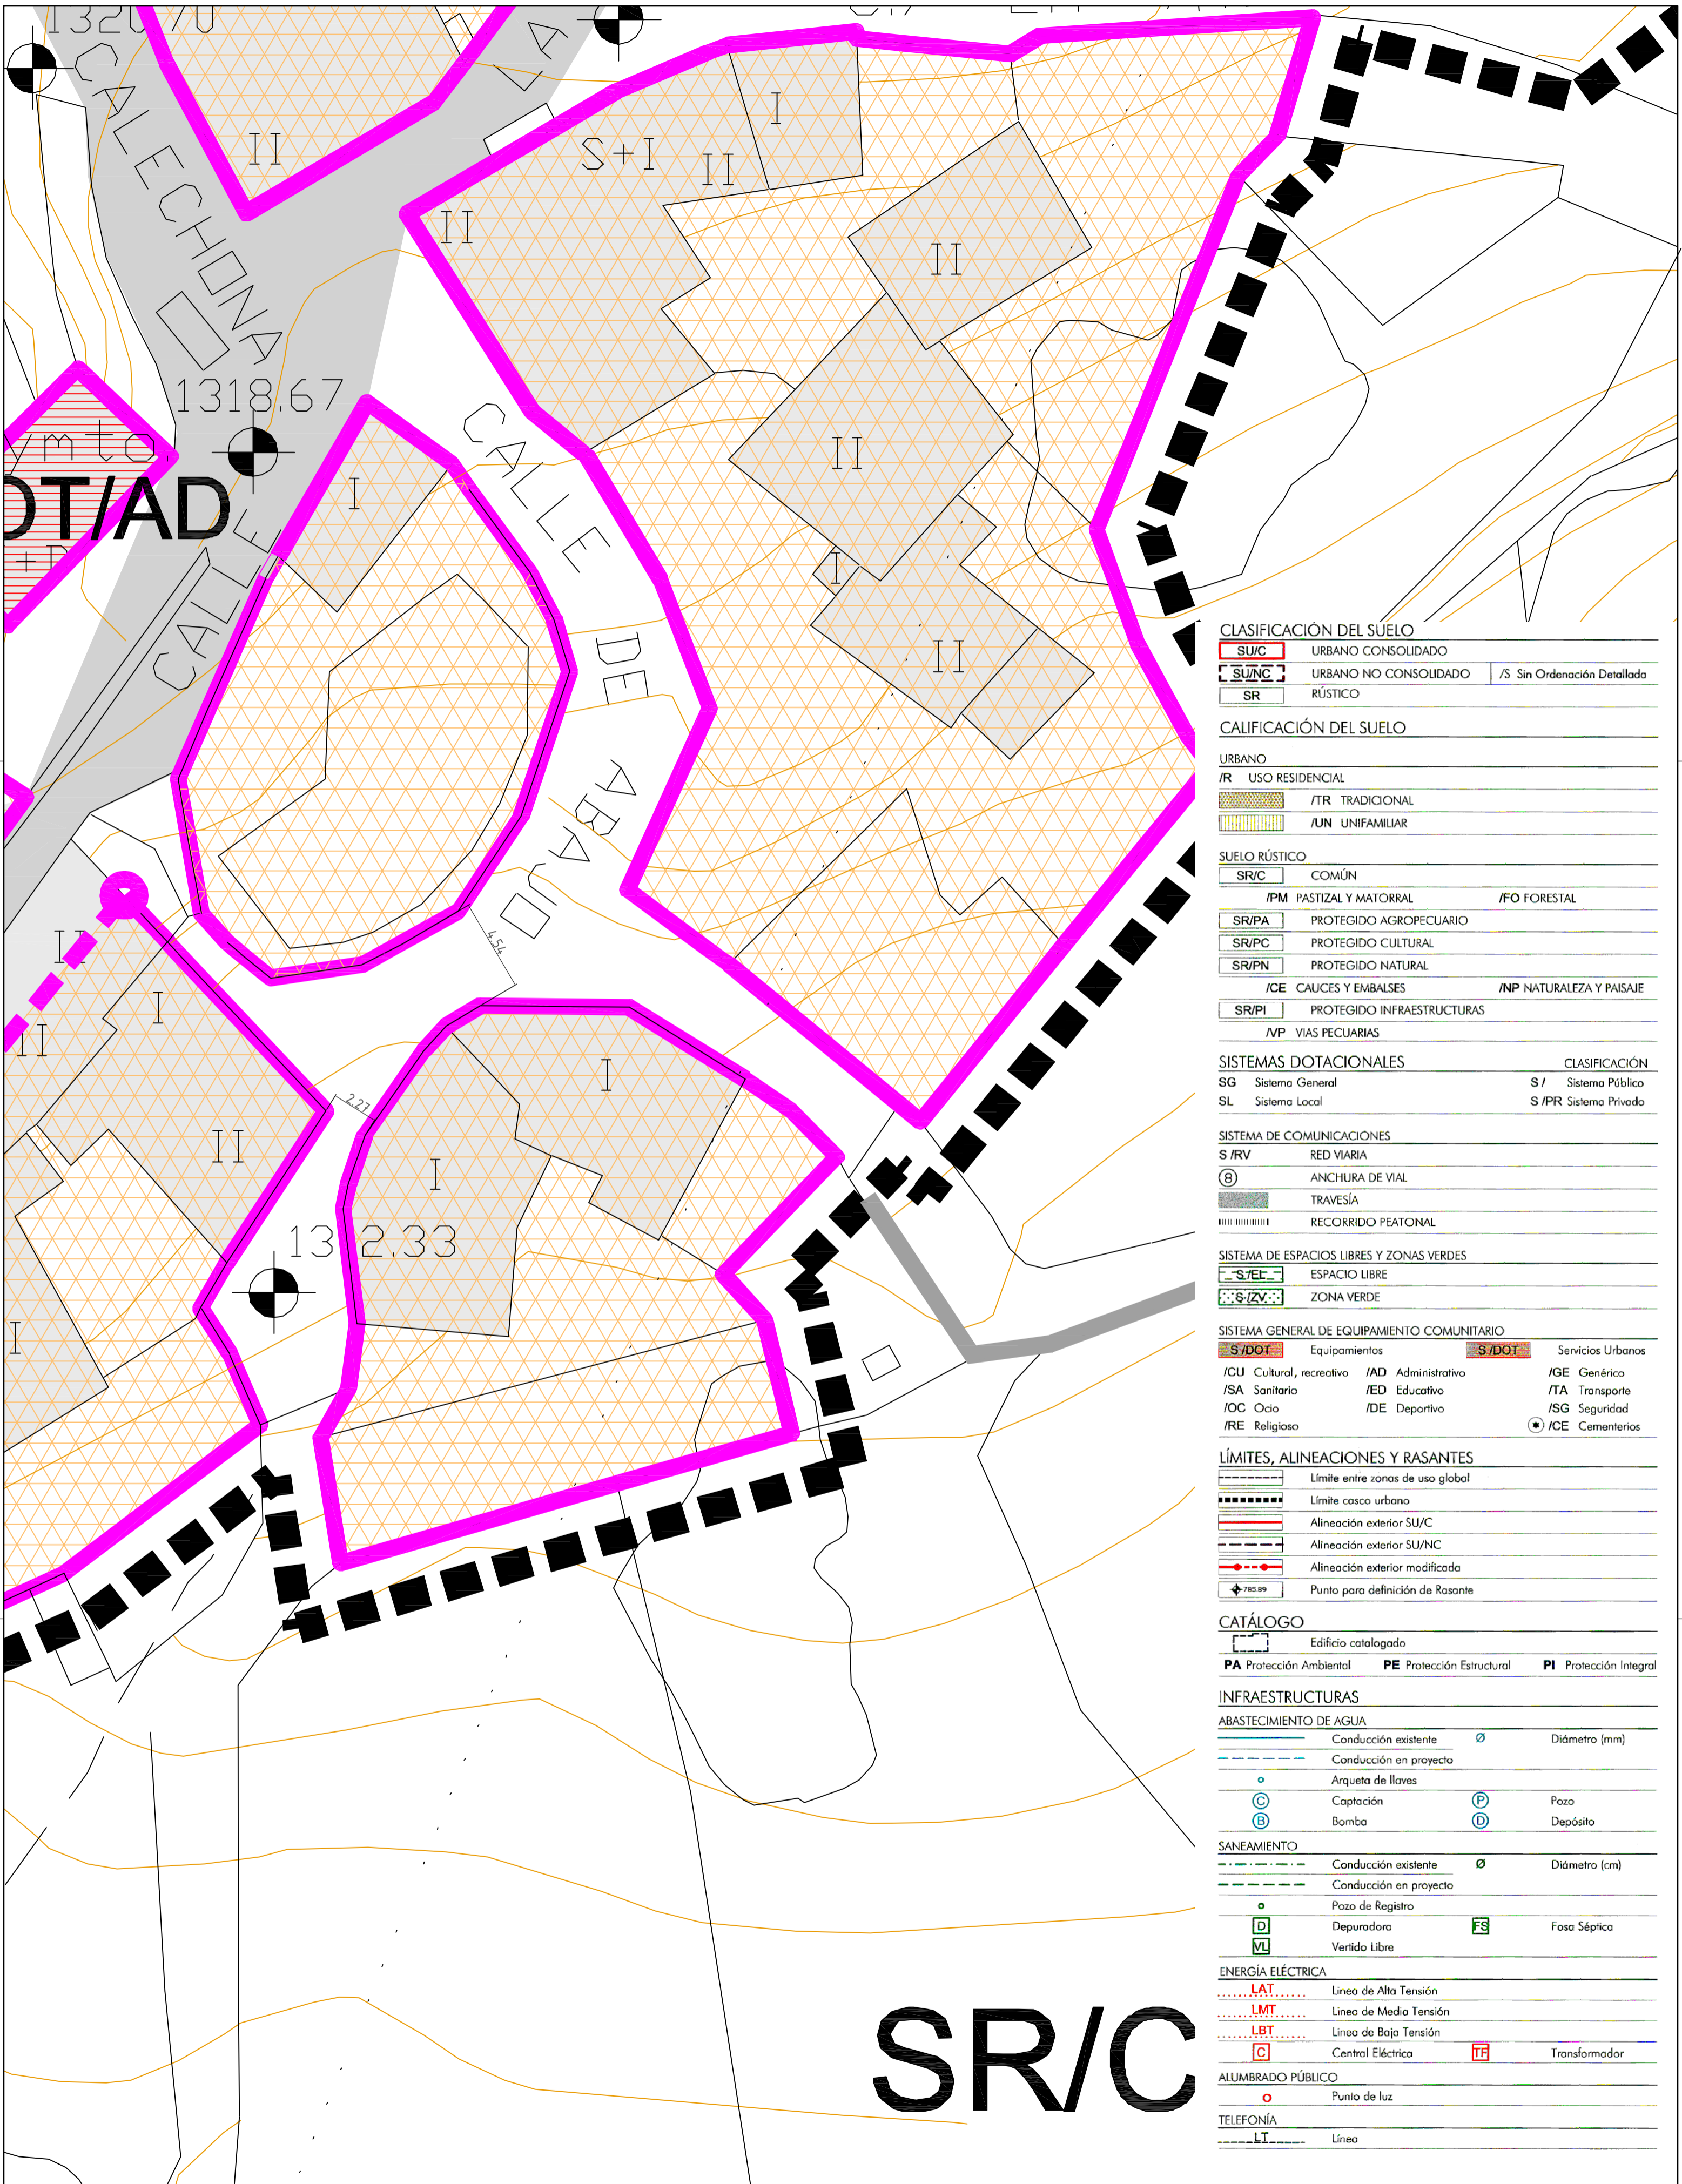 CALLE
CHONA
LA
II
S+I
II
I
II
II
1318.67
ymto
OT/AD
+
I
CALLE
CALLE DE ABAJO
II
I
II
I
4.54
II
I
II
2.27
II
I
I
I
2.33
SR/C
CLASIFICACIÓN DEL SUELO
SU/C URBANO CONSOLIDADO
SU/NC URBANO NO CONSOLIDADO /S Sin Ordenación Detallada
SR RÚSTICO
CALIFICACIÓN DEL SUELO
URBANO
/R USO RESIDENCIAL
/TR TRADICIONAL
/UN UNIFAMILIAR
SUELO RÚSTICO
SR/C COMÚN
/PM PASTIZAL Y MATORRAL /FO FORESTAL
SR/PA PROTEGIDO AGROPECUARIO
SR/PC PROTEGIDO CULTURAL
SR/PN PROTEGIDO NATURAL
/CE CAUCES Y EMBALSES /NP NATURALEZA Y PAISAJE
SR/PI PROTEGIDO INFRAESTRUCTURAS
/VP VIAS PECUARIAS
SISTEMAS DOTACIONALES CLASIFICACIÓN
SG Sistema General S / Sistema Público
SL Sistema Local S /PR Sistema Privado
SISTEMA DE COMUNICACIONES
S /RV RED VIARIA
8 ANCHURA DE VIAL
TRAVESÍA
RECORRIDO PEATONAL
SISTEMA DE ESPACIOS LIBRES Y ZONAS VERDES
S/EL ESPACIO LIBRE
S/ZV ZONA VERDE
SISTEMA GENERAL DE EQUIPAMIENTO COMUNITARIO
S /DOT Equipamientos S /DOT Servicios Urbanos
/CU Cultural, recreativo /AD Administrativo /GE Genérico
/SA Sanitario /ED Educativo /TA Transporte
/OC Ocio /DE Deportivo /SG Seguridad
/RE Religioso /CE Cementerios
LÍMITES, ALINEACIONES Y RASANTES
Límite entre zonas de uso global
Límite casco urbano
Alineación exterior SU/C
Alineación exterior SU/NC
Alineación exterior modificada
785.89 Punto para definición de Rasante
CATÁLOGO
Edificio catalogado
PA Protección Ambiental PE Protección Estructural PI Protección Integral
INFRAESTRUCTURAS
ABASTECIMIENTO DE AGUA
Conducción existente Ø Diámetro (mm)
Conducción en proyecto
Arqueta de llaves
C Captación P Pozo
B Bomba D Depósito
SANEAMIENTO
Conducción existente Ø Diámetro (cm)
Conducción en proyecto
Pozo de Registro
D Depuradora FS Fosa Séptica
VL Vertido Libre
ENERGÍA ELÉCTRICA
LAT Linea de Alta Tensión
LMT Linea de Media Tensión
LBT Linea de Baja Tensión
C Central Eléctrica TF Transformador
ALUMBRADO PÚBLICO
Punto de luz
TELEFONÍA
LT Línea